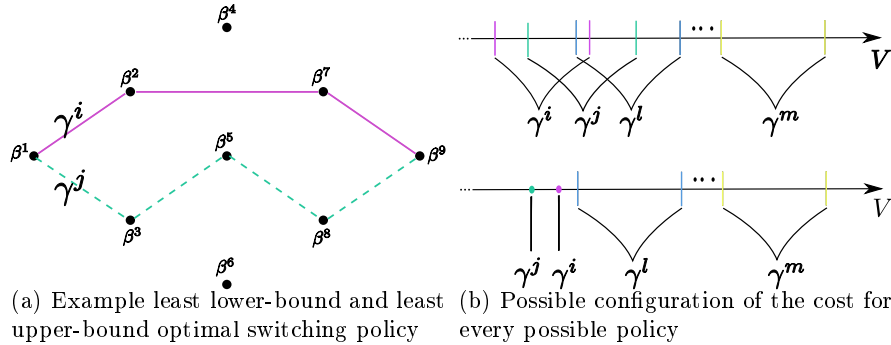 β⁴
β² β⁷
γⁱ
β¹ β⁵ β⁹
γʲ
β³ β⁸
β⁶
(a) Example least lower-bound and least
upper-bound optimal switching policy
... ... V
γⁱ γʲ γˡ γᵐ
... ... V
γʲ γⁱ γˡ γᵐ
(b) Possible configuration of the cost for
every possible policy